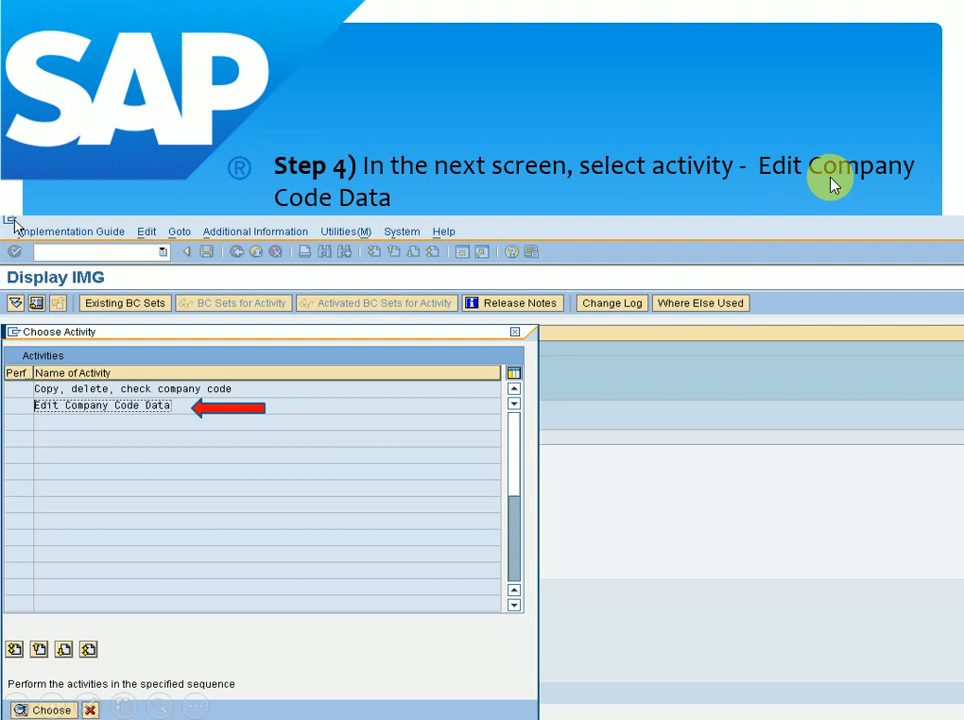 SAP
®
Step 4) In the next screen, select activity - Edit Company
Code Data
Implementation Guide Edit Goto Additional Information Utilities(M) System Help
Display IMG
Existing BC Sets BC Sets for Activity Activated BC Sets for Activity Release Notes Change Log Where Else Used
Choose Activity
Activities
Perf... Name of Activity
Copy, delete, check company code
Edit Company Code Data
Perform the activities in the specified sequence
Choose